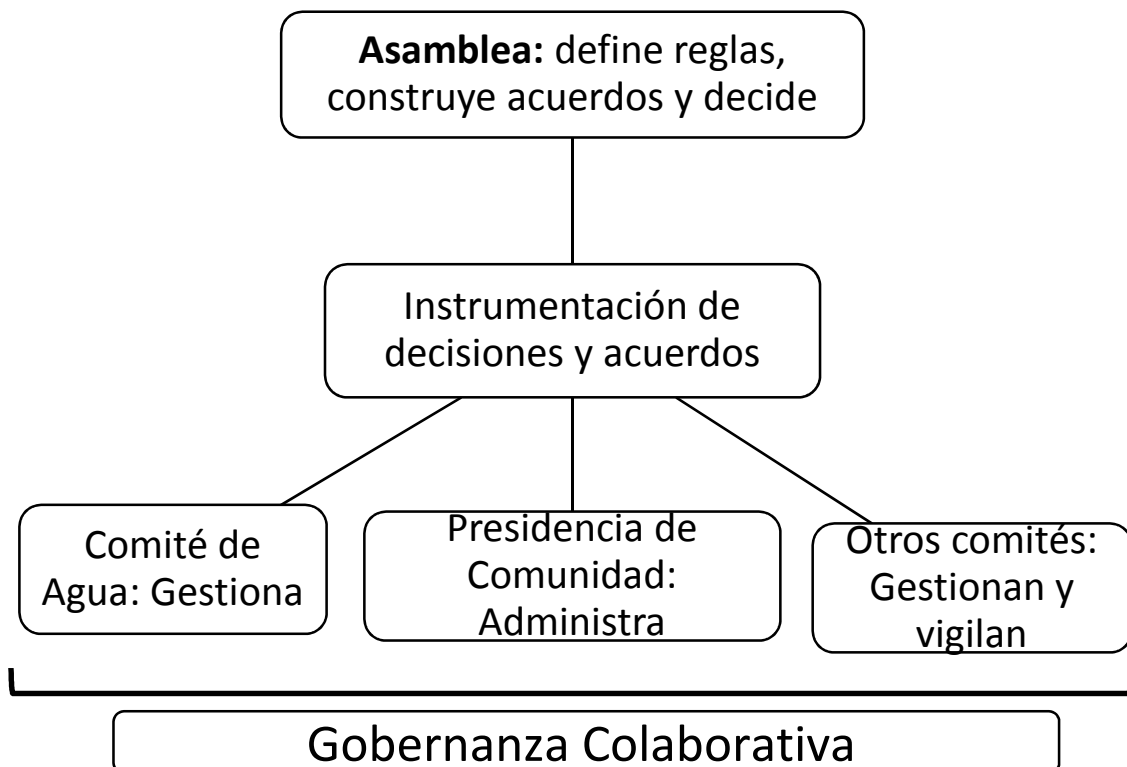 Asamblea: define reglas,
construye acuerdos y decide
Instrumentación de
decisiones y acuerdos
Comité de
Agua: Gestiona
Presidencia de
Comunidad:
Administra
Otros comités:
Gestionan y
vigilan
Gobernanza Colaborativa